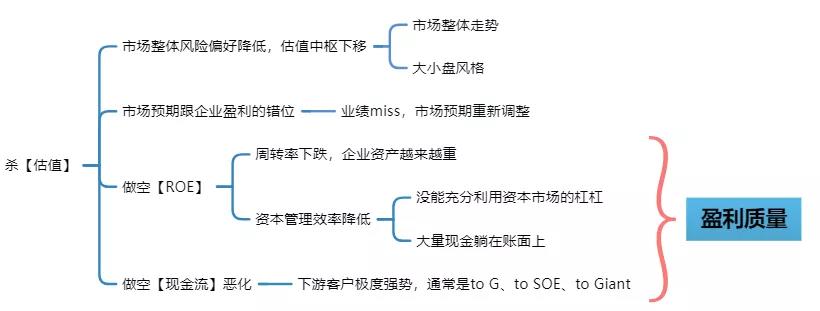 杀【估值】
市场整体风险偏好降低，估值中枢下移
市场整体走势
大小盘风格
市场预期跟企业盈利的错位
业绩miss，市场预期重新调整
做空【ROE】
周转率下跌，企业资产越来越重
资本管理效率降低
没能充分利用资本市场的杠杠
大量现金躺在账面上
做空【现金流】恶化
下游客户极度强势，通常是to G、to SOE、to Giant
盈利质量